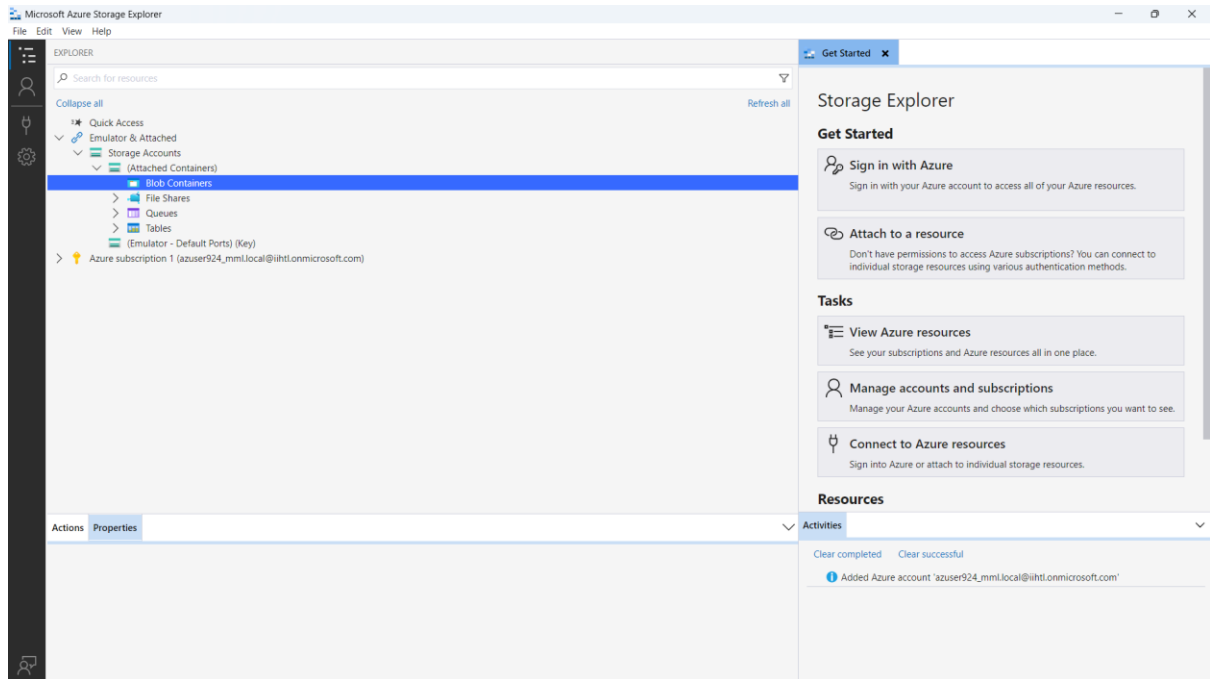 Microsoft Azure Storage Explorer
File Edit View Help
EXPLORER
Search for resources
Collapse all
Refresh all
Quick Access
Emulator & Attached
Storage Accounts
(Attached Containers)
Blob Containers
File Shares
Queues
Tables
(Emulator - Default Ports) (Key)
Azure subscription 1 (azuser924_mml.local@iihtl.onmicrosoft.com)
Actions Properties
Get Started
Storage Explorer
Get Started
Sign in with Azure
Sign in with your Azure account to access all of your Azure resources.
Attach to a resource
Don't have permissions to access Azure subscriptions? You can connect to
individual storage resources using various authentication methods.
Tasks
View Azure resources
See your subscriptions and Azure resources all in one place.
Manage accounts and subscriptions
Manage your Azure accounts and choose which subscriptions you want to see.
Connect to Azure resources
Sign into Azure or attach to individual storage resources.
Resources
Activities
Clear completed Clear successful
Added Azure account 'azuser924_mml.local@iihtl.onmicrosoft.com'